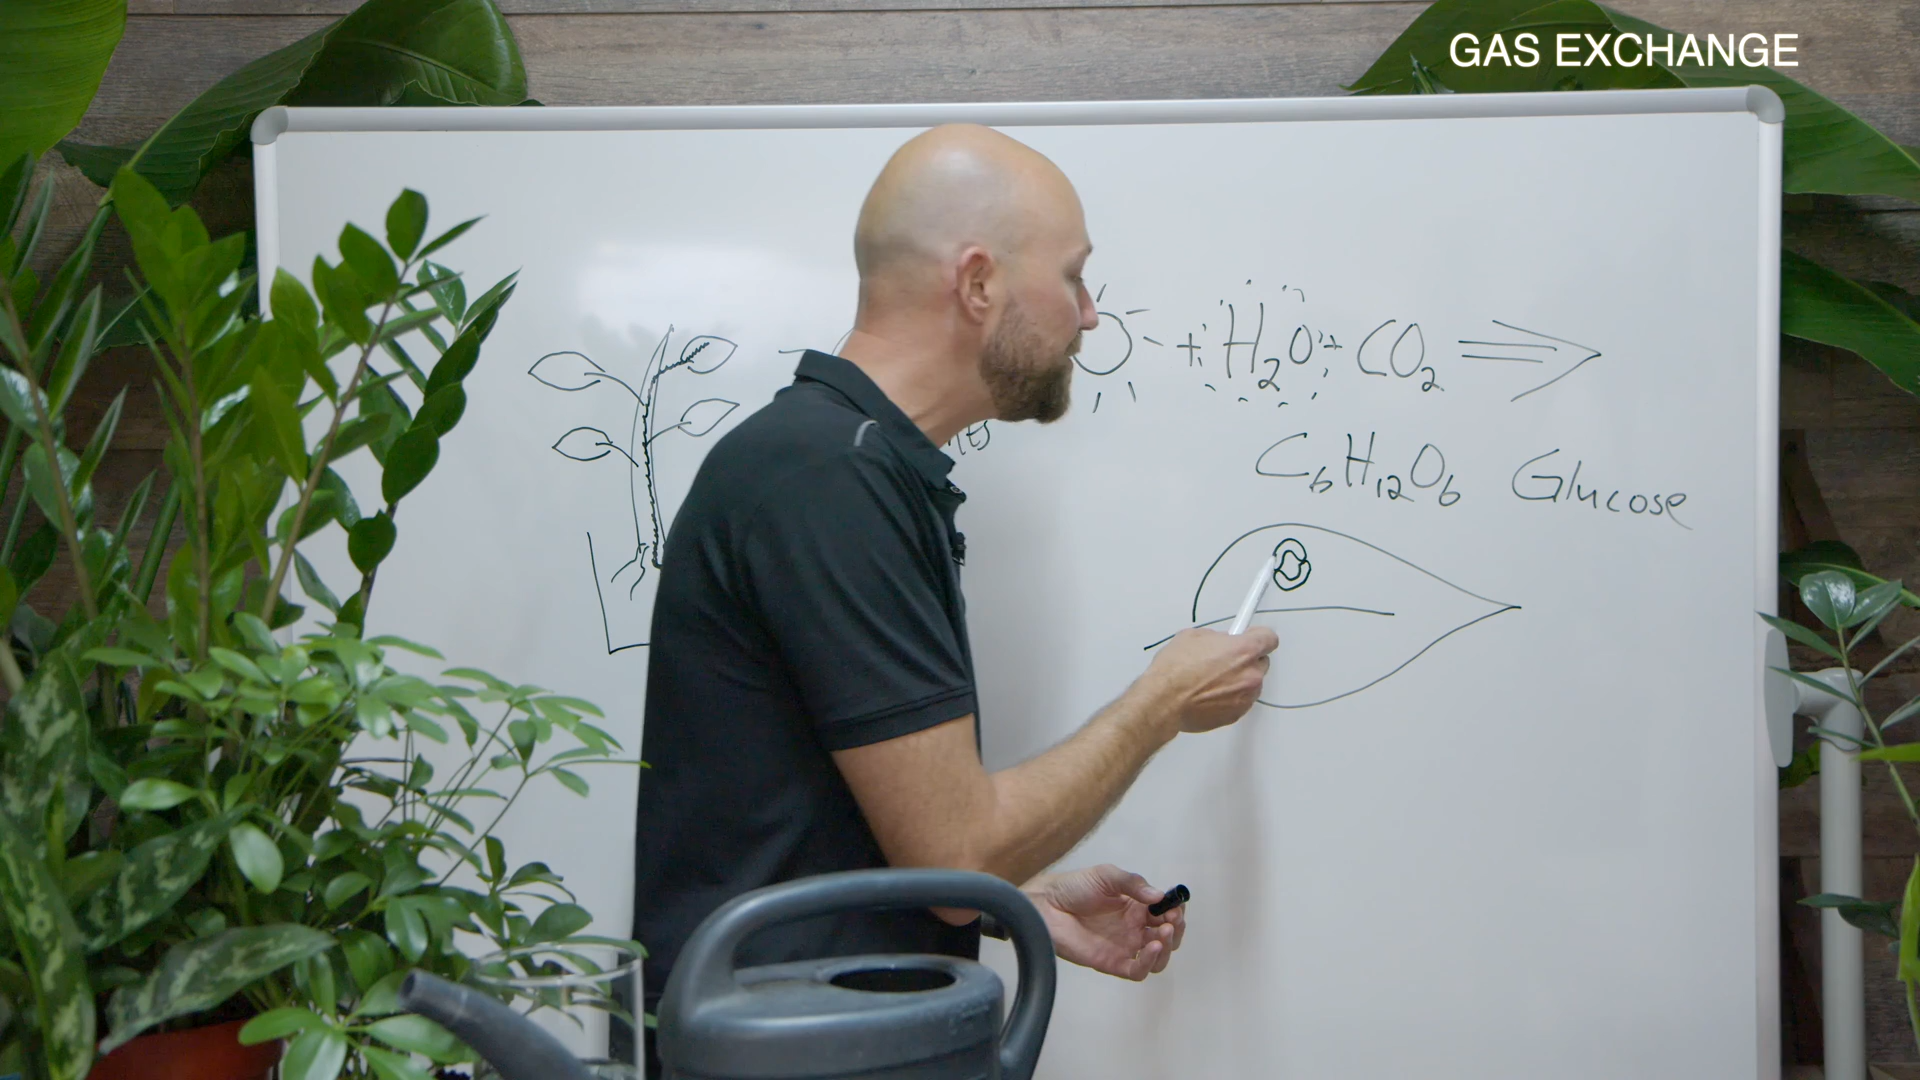 GAS EXCHANGE
+ H₂O + CO₂
C₆H₁₂O₆ Glucose